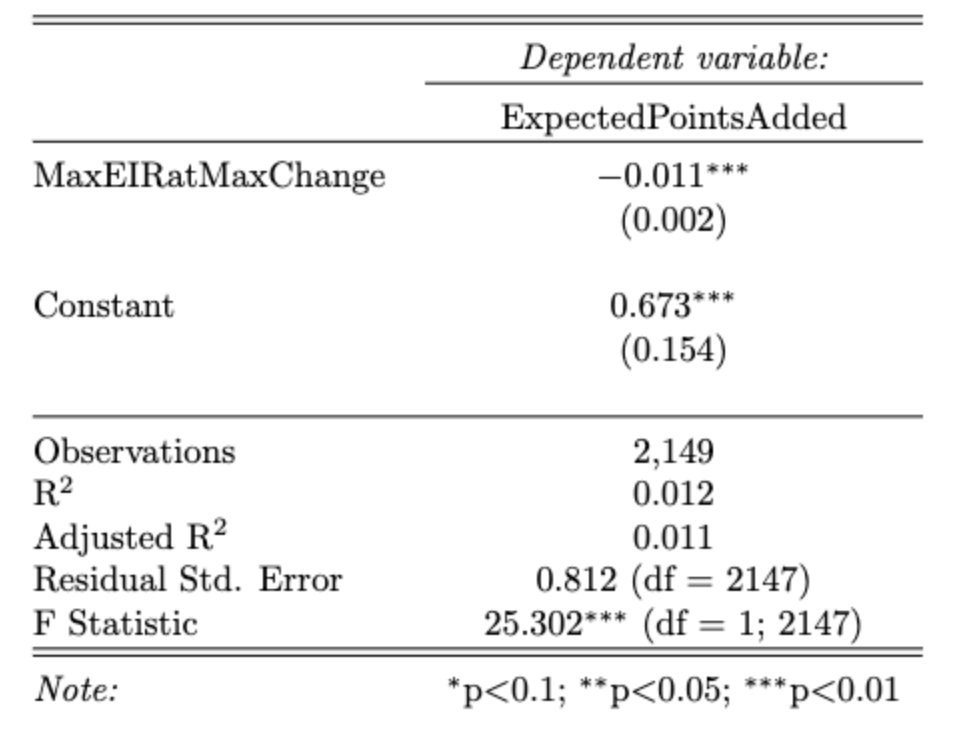 Dependent variable:
ExpectedPointsAdded
MaxEIRatMaxChange −0.011***
(0.002)
Constant 0.673***
(0.154)
Observations 2,149
R² 0.012
Adjusted R² 0.011
Residual Std. Error 0.812 (df = 2147)
F Statistic 25.302*** (df = 1; 2147)
Note: *p<0.1; **p<0.05; ***p<0.01